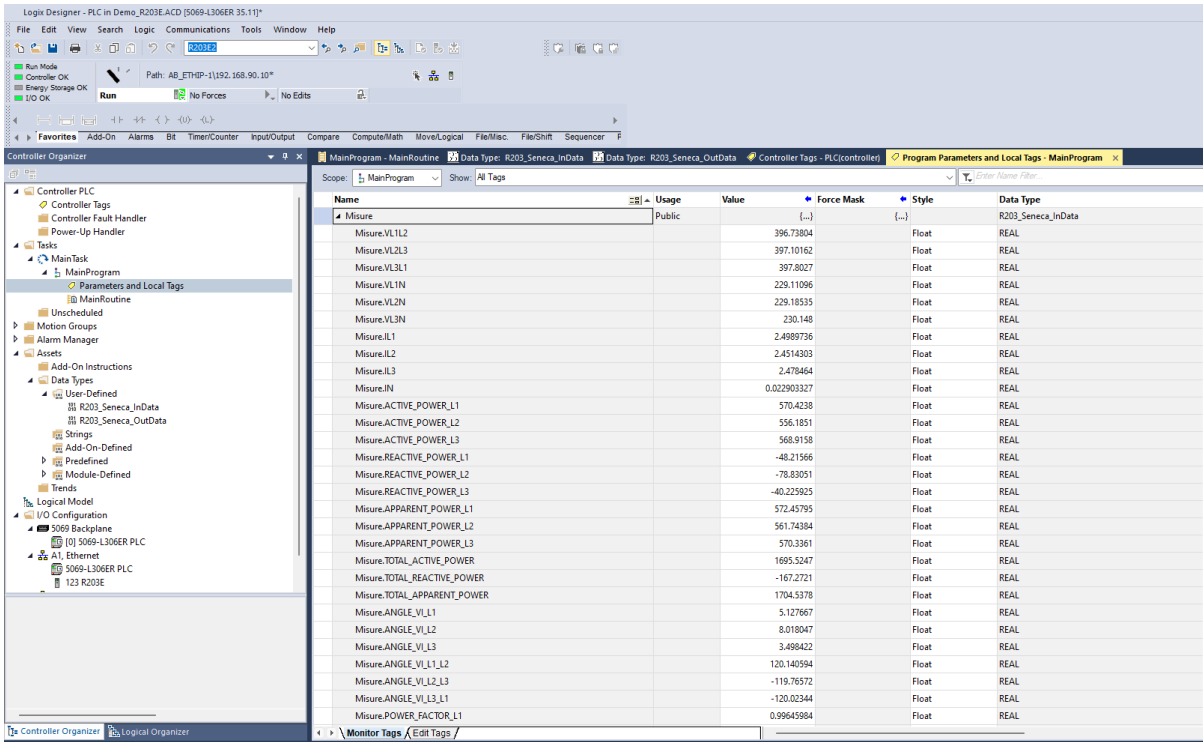 Logix Designer - PLC in Demo_R203E.ACD [5069-L306ER 35.11]*
File Edit View Search Logic Communications Tools Window Help
R203E2
Run Mode
Controller OK
Energy Storage OK
I/O OK
Path: AB_ETHIP-1\192.168.90.10*
Run No Forces No Edits
Favorites Add-On Alarms Bit Timer/Counter Input/Output Compare Compute/Math Move/Logical File/Misc. File/Shift Sequencer
Controller Organizer
Controller PLC
Controller Tags
Controller Fault Handler
Power-Up Handler
Tasks
MainTask
MainProgram
Parameters and Local Tags
MainRoutine
Unscheduled
Motion Groups
Alarm Manager
Assets
Add-On Instructions
Data Types
User-Defined
R203_Seneca_InData
R203_Seneca_OutData
Strings
Add-On-Defined
Predefined
Module-Defined
Trends
Logical Model
I/O Configuration
5069 Backplane
[0] 5069-L306ER PLC
A1, Ethernet
5069-L306ER PLC
123 R203E
Controller Organizer Logical Organizer
MainProgram - MainRoutine Data Type: R203_Seneca_InData Data Type: R203_Seneca_OutData Controller Tags - PLC(controller) Program Parameters and Local Tags - MainProgram ×
Scope: MainProgram Show: All Tags Enter Name Filter...
Name Usage Value Force Mask Style Data Type
Misure Public {...} {...} R203_Seneca_InData
Misure.VL1L2 396.73804 Float REAL
Misure.VL2L3 397.10162 Float REAL
Misure.VL3L1 397.8027 Float REAL
Misure.VL1N 229.11096 Float REAL
Misure.VL2N 229.18535 Float REAL
Misure.VL3N 230.148 Float REAL
Misure.IL1 2.4989736 Float REAL
Misure.IL2 2.4514303 Float REAL
Misure.IL3 2.478464 Float REAL
Misure.IN 0.022903327 Float REAL
Misure.ACTIVE_POWER_L1 570.4238 Float REAL
Misure.ACTIVE_POWER_L2 556.1851 Float REAL
Misure.ACTIVE_POWER_L3 568.9158 Float REAL
Misure.REACTIVE_POWER_L1 -48.21566 Float REAL
Misure.REACTIVE_POWER_L2 -78.83051 Float REAL
Misure.REACTIVE_POWER_L3 -40.225925 Float REAL
Misure.APPARENT_POWER_L1 572.45795 Float REAL
Misure.APPARENT_POWER_L2 561.74384 Float REAL
Misure.APPARENT_POWER_L3 570.3361 Float REAL
Misure.TOTAL_ACTIVE_POWER 1695.5247 Float REAL
Misure.TOTAL_REACTIVE_POWER -167.2721 Float REAL
Misure.TOTAL_APPARENT_POWER 1704.5378 Float REAL
Misure.ANGLE_VI_L1 5.127667 Float REAL
Misure.ANGLE_VI_L2 8.018047 Float REAL
Misure.ANGLE_VI_L3 3.498422 Float REAL
Misure.ANGLE_VI_L1_L2 120.140594 Float REAL
Misure.ANGLE_VI_L2_L3 -119.76572 Float REAL
Misure.ANGLE_VI_L3_L1 -120.02344 Float REAL
Misure.POWER_FACTOR_L1 0.99645984 Float REAL
Monitor Tags Edit Tags